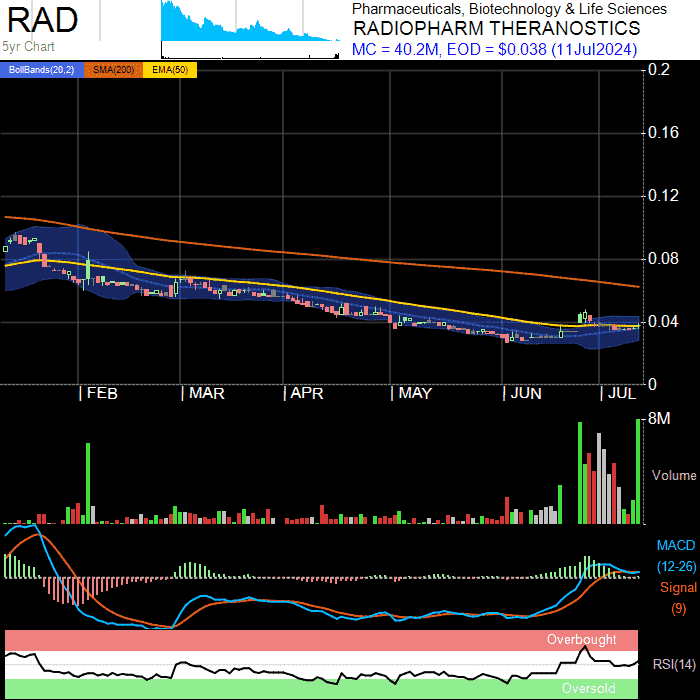 RAD
5yr Chart
Pharmaceuticals, Biotechnology & Life Sciences
RADIOPHARM THERANOSTICS
MC = 40.2M, EOD = $0.038 (11Jul2024)
BollBands(20,2) SMA(200) EMA(50)
0.2
0.16
0.12
0.08
0.04
0
FEB MAR APR MAY JUN JUL
8M
Volume
MACD
(12-26)
Signal
(9)
Overbought
RSI(14)
Oversold